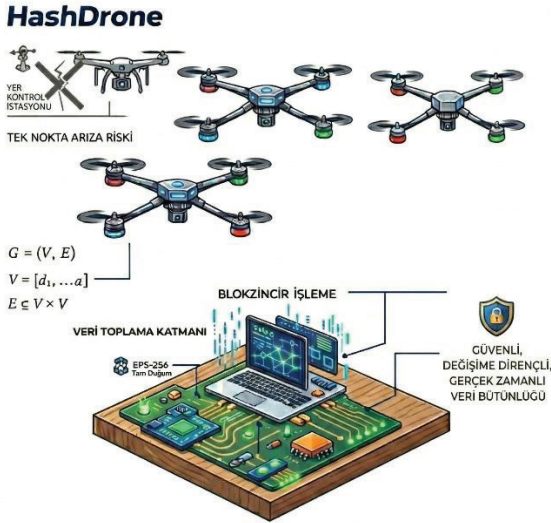 HashDrone
YER
KONTROL
İSTASYONU
TEK NOKTA ARIZA RİSKİ
G = (V, E)
V = [d₁, ...a]
E ⊆ V × V
BLOKZİNCİR İŞLEME
VERİ TOPLAMA KATMANI
EPS-256
Tam Duğum
GÜVENLİ,
DEĞİŞİME DİRENÇLİ,
GERÇEK ZAMANLI
VERİ BÜTÜNLÜĞÜ